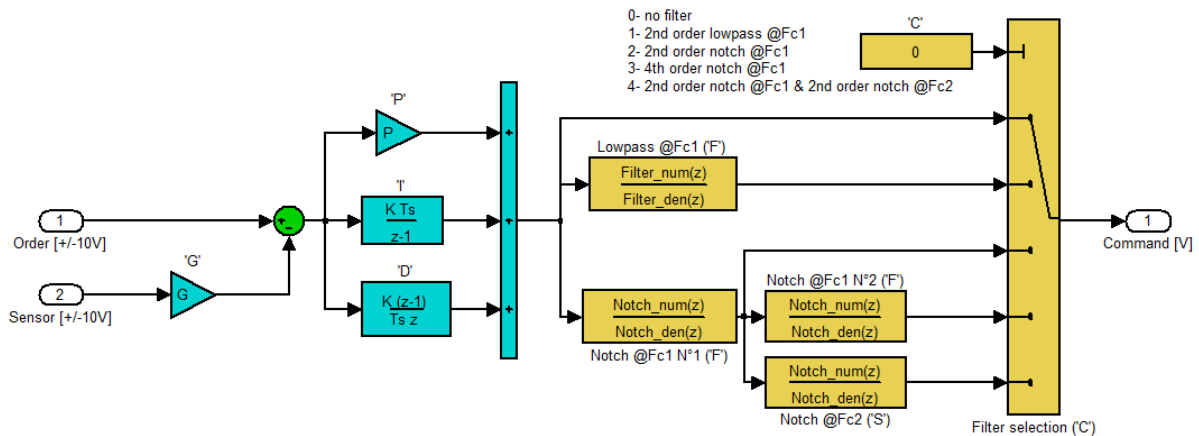 0- no filter
1- 2nd order lowpass @Fc1
2- 2nd order notch @Fc1
3- 4th order notch @Fc1
4- 2nd order notch @Fc1 & 2nd order notch @Fc2
'C'
0
'P'
P
+
Lowpass @Fc1 ('F')
Filter_num(z)
Filter_den(z)
'I'
K Ts
z-1
+
1
Order [+/-10V]
+
-
1
Command [V]
'G'
G
2
Sensor [+/-10V]
'D'
K (z-1)
Ts z
+
Notch_num(z)
Notch_den(z)
Notch @Fc1 N°1 ('F')
Notch @Fc1 N°2 ('F')
Notch_num(z)
Notch_den(z)
Notch_num(z)
Notch_den(z)
Notch @Fc2 ('S')
Filter selection ('C')